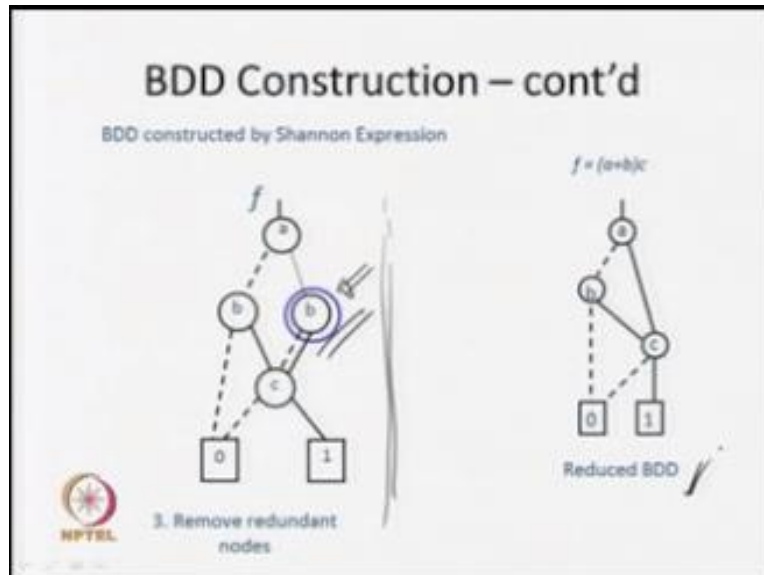 BDD Construction – cont'd
BDD constructed by Shannon Expression
f = (a+b)c
f
a
a
b
b
b
c
c
0
1
0
1
Reduced BDD
NPTEL
3. Remove redundant
nodes